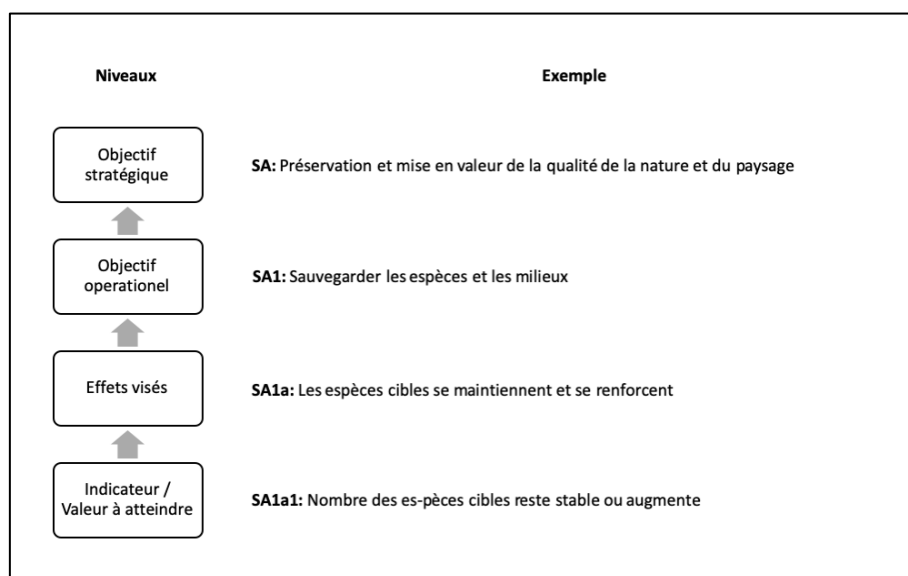 Niveaux
Exemple
Objectif
stratégique
SA: Préservation et mise en valeur de la qualité de la nature et du paysage
Objectif
operationel
SA1: Sauvegarder les espèces et les milieux
Effets visés
SA1a: Les espèces cibles se maintiennent et se renforcent
Indicateur /
Valeur à atteindre
SA1a1: Nombre des es-pèces cibles reste stable ou augmente